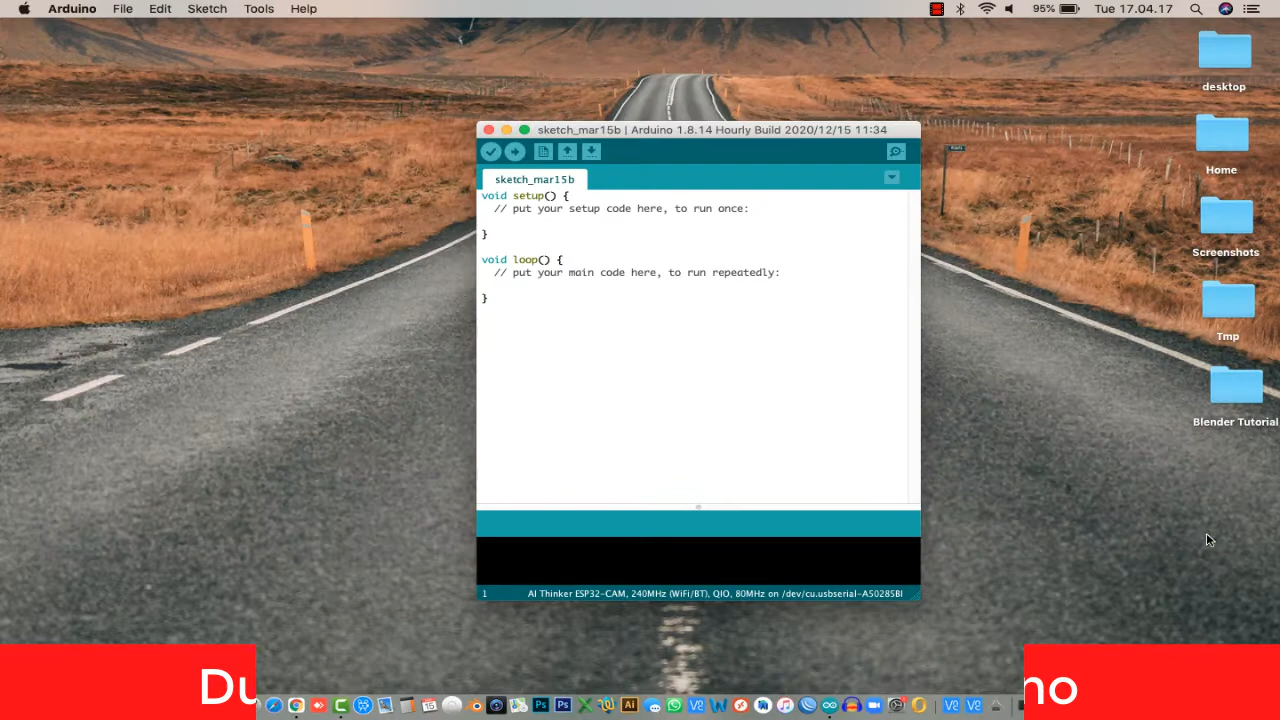 Arduino File Edit Sketch Tools Help 95% Tue 17.04.17
desktop
Home
Screenshots
Tmp
Blender Tutorial
sketch_mar15b | Arduino 1.8.14 Hourly Build 2020/12/15 11:34
sketch_mar15b
void setup() {
// put your setup code here, to run once:
}
void loop() {
// put your main code here, to run repeatedly:
}
1 AI Thinker ESP32-CAM, 240MHz (WiFi/BT), QIO, 80MHz on /dev/cu.usbserial-A50285BI